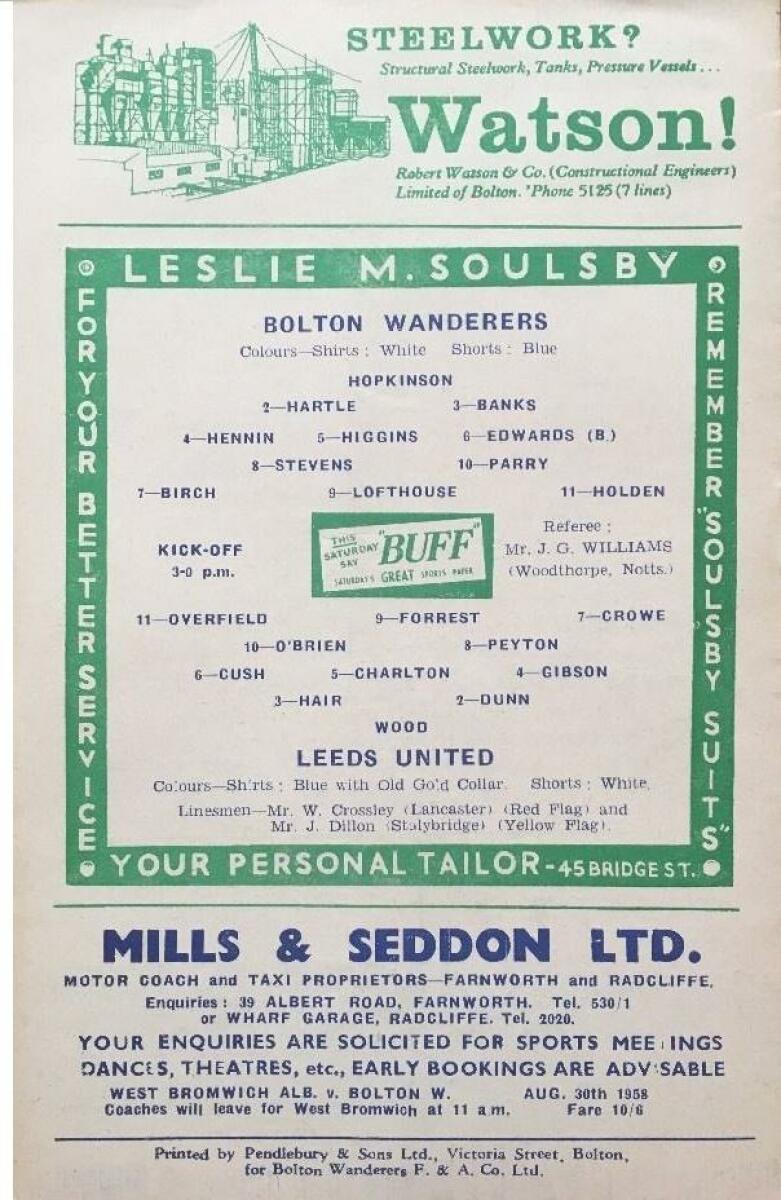 STEELWORK?
Structural Steelwork, Tanks, Pressure Vessels . . .
Watson!
Robert Watson & Co. (Constructional Engineers)
Limited of Bolton. 'Phone 5125 (7 lines)
LESLIE M. SOULSBY
FOR YOUR BETTER SERVICE
REMEMBER "SOULSBY SUITS"
BOLTON WANDERERS
Colours—Shirts : White Shorts : Blue
HOPKINSON
2—HARTLE 3—BANKS
4—HENNIN 5—HIGGINS 6—EDWARDS (B.)
8—STEVENS 10—PARRY
7—BIRCH 9—LOFTHOUSE 11—HOLDEN
KICK-OFF
3-0 p.m.
THIS
SATURDAY
SAY
"BUFF"
SATURDAY'S GREAT SPORTS PAPER
Referee :
Mr. J. G. WILLIAMS
(Woodthorpe, Notts.)
11—OVERFIELD 9—FORREST 7—CROWE
10—O'BRIEN 8—PEYTON
6—CUSH 5—CHARLTON 4—GIBSON
3—HAIR 2—DUNN
WOOD
LEEDS UNITED
Colours—Shirts : Blue with Old Gold Collar. Shorts : White.
Linesmen—Mr. W. Crossley (Lancaster) (Red Flag) and
Mr. J. Dillon (Stalybridge) (Yellow Flag).
YOUR PERSONAL TAILOR - 45 BRIDGE ST.
MILLS & SEDDON LTD.
MOTOR COACH and TAXI PROPRIETORS—FARNWORTH and RADCLIFFE.
Enquiries : 39 ALBERT ROAD, FARNWORTH. Tel. 530/1
or WHARF GARAGE, RADCLIFFE. Tel. 2020.
YOUR ENQUIRIES ARE SOLICITED FOR SPORTS MEETINGS
DANCES, THEATRES, etc., EARLY BOOKINGS ARE ADVISABLE
WEST BROMWICH ALB. v. BOLTON W. AUG. 30th 1958
Coaches will leave for West Bromwich at 11 a.m. Fare 10/6
Printed by Pendlebury & Sons Ltd., Victoria Street, Bolton,
for Bolton Wanderers F. & A. Co. Ltd.